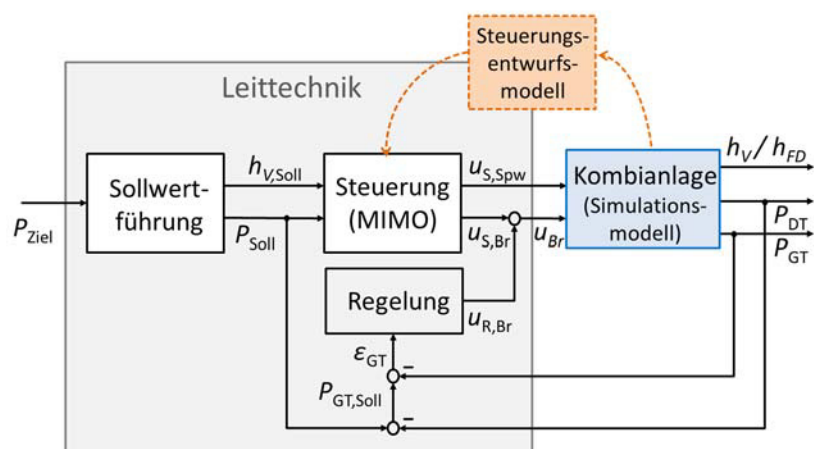 Steuerungs-
entwurfs-
modell
Leittechnik
P_Ziel
Sollwert-
führung
h_V,Soll
P_Soll
Steuerung
(MIMO)
u_S,Spw
u_S,Br
u_Br
Kombianlage
(Simulations-
modell)
h_V / h_FD
P_DT
P_GT
Regelung
u_R,Br
ε_GT
–
P_GT,Soll
–